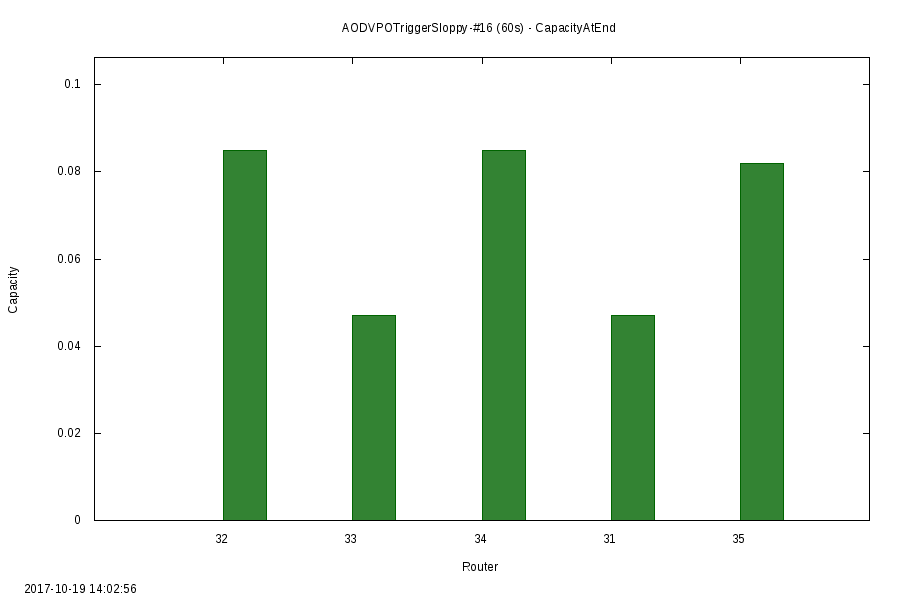 AODVPOTriggerSloppy-#16 (60s) - CapacityAtEnd
0.1
0.08
0.06
0.04
0.02
0
Capacity
32 33 34 31 35
Router
2017-10-19 14:02:56